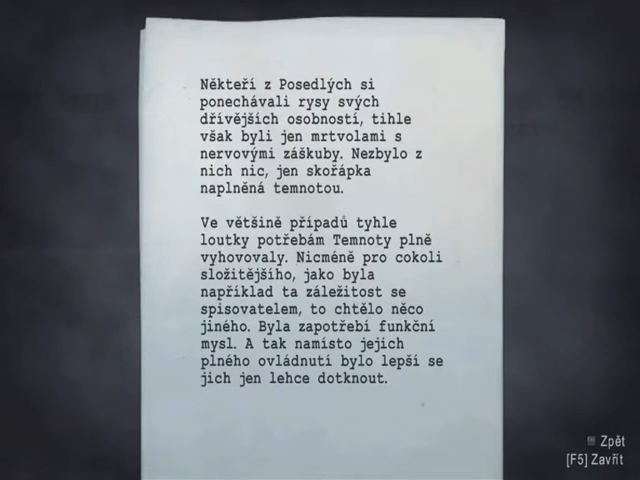 Někteří z Posedlých si
ponechávali rysy svých
dřívějších osobností, tihle
však byli jen mrtvolami s
nervovými záškuby. Nezbylo z
nich nic, jen skořápka
naplněná temnotou.
Ve většině případů tyhle
loutky potřebám Temnoty plně
vyhovovaly. Nicméně pro cokoli
složitějšího, jako byla
například ta záležitost se
spisovatelem, to chtělo něco
jiného. Byla zapotřebí funkční
mysl. A tak namísto jejich
plného ovládnutí bylo lepší se
jich jen lehce dotknout.
Zpět
[F5] Zavřít